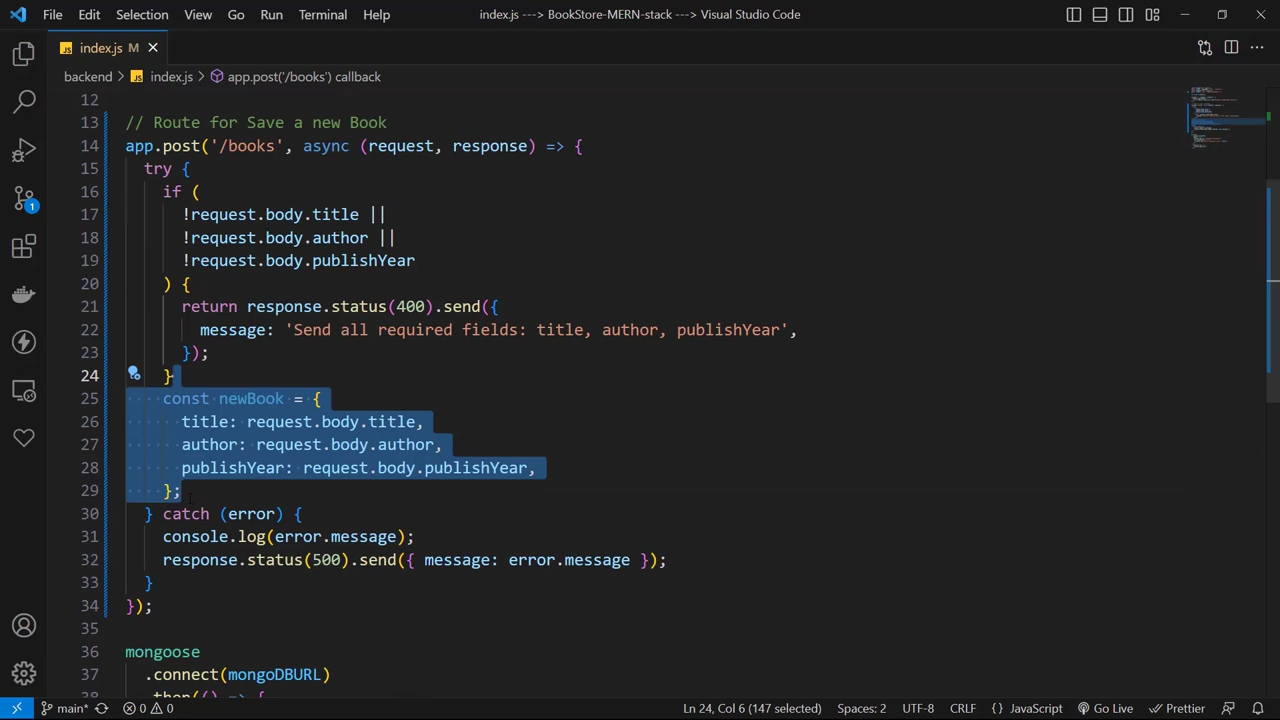 File Edit Selection View Go Run Terminal Help index.js ---> BookStore-MERN-stack ---> Visual Studio Code
JS index.js M
backend > JS index.js > app.post('/books') callback
12
13 // Route for Save a new Book
14 app.post('/books', async (request, response) => {
15 try {
16 if (
17 !request.body.title ||
18 !request.body.author ||
19 !request.body.publishYear
20 ) {
21 return response.status(400).send({
22 message: 'Send all required fields: title, author, publishYear',
23 });
24 }
25 const newBook = {
26 title: request.body.title,
27 author: request.body.author,
28 publishYear: request.body.publishYear,
29 };
30 } catch (error) {
31 console.log(error.message);
32 response.status(500).send({ message: error.message });
33 }
34 });
35
36 mongoose
37 .connect(mongoDBURL)
38 .then(() => {
1
main* 0 0 Ln 24, Col 6 (147 selected) Spaces: 2 UTF-8 CRLF {} JavaScript Go Live Prettier